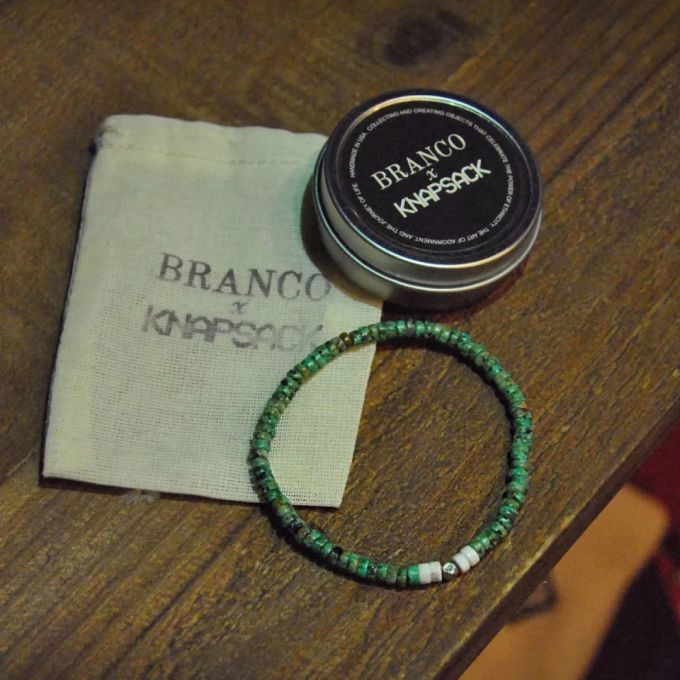 BRANCO
x
KNAPSACK
HANDMADE IN USA COLLECTING AND CREATING OBJECTS THAT CELEBRATE THE POWER OF ETHNICITY, THE ART OF ADORNMENT AND THE JOURNEY OF LIFE.
BRANCO
x
KNAPSACK